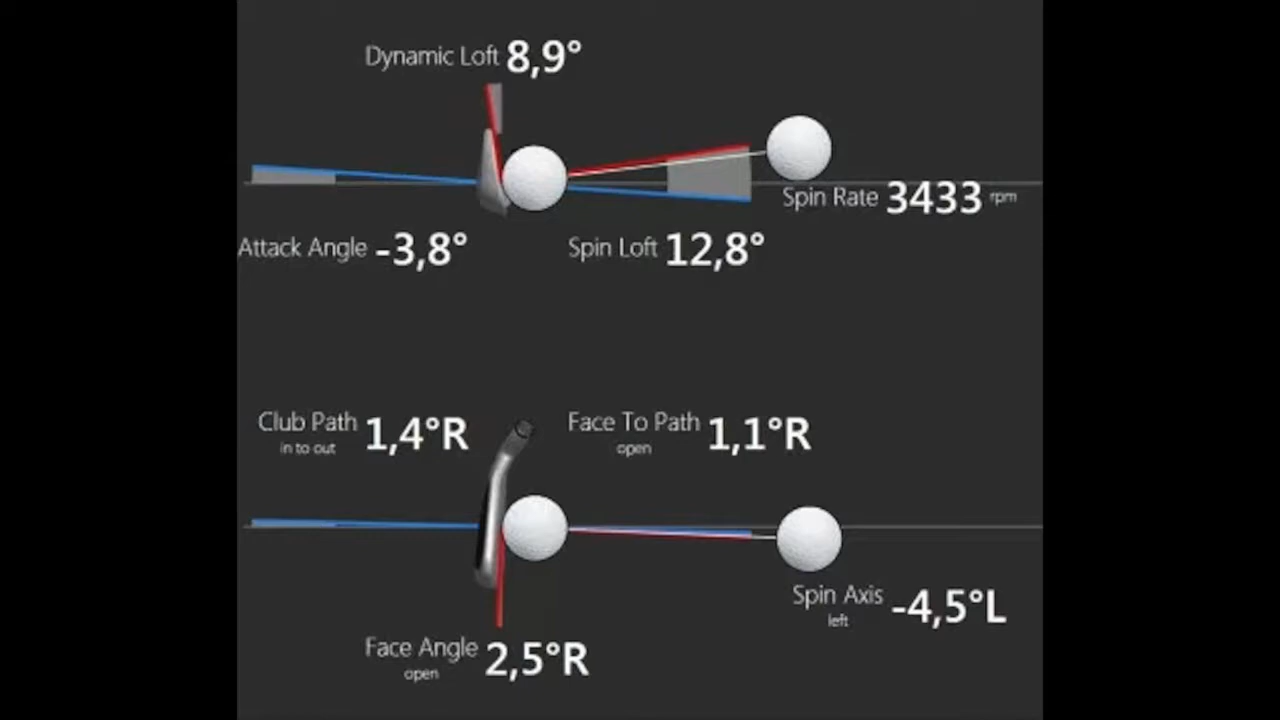 Dynamic Loft 8,9°
Spin Rate 3433 rpm
Attack Angle -3,8°
Spin Loft 12,8°
Club Path 1,4°R
in to out
Face To Path 1,1°R
open
Spin Axis -4,5°L
left
Face Angle 2,5°R
open